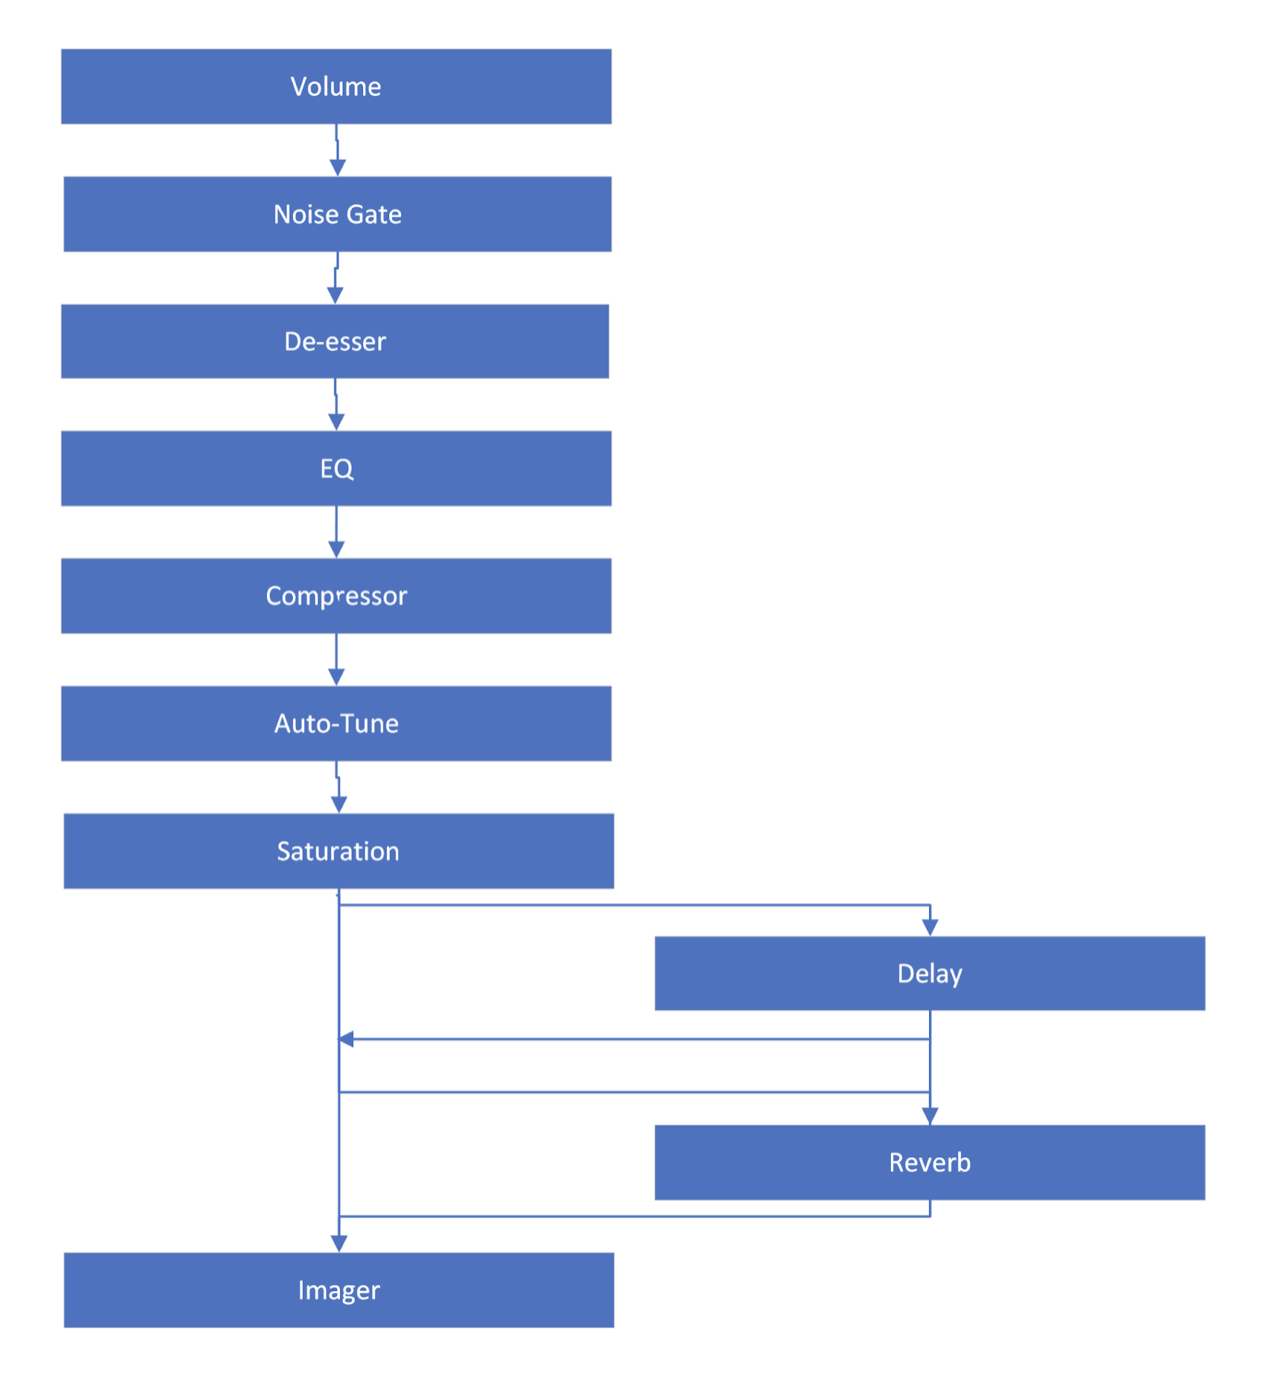 Volume
Noise Gate
De-esser
EQ
Compressor
Auto-Tune
Saturation
Delay
Reverb
Imager